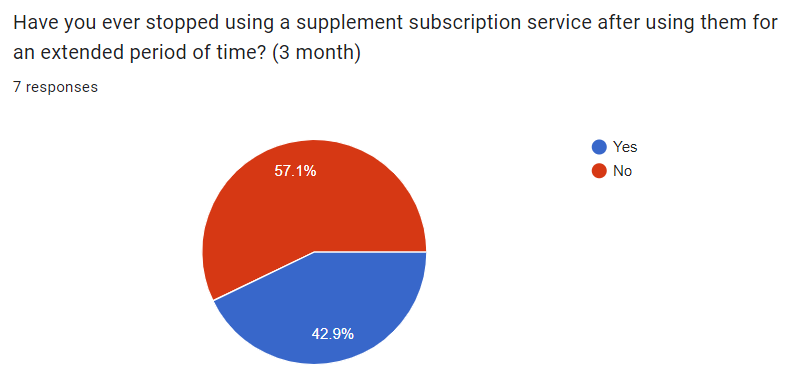 Have you ever stopped using a supplement subscription service after using them for
an extended period of time? (3 month)
7 responses
Yes
No
57.1%
42.9%